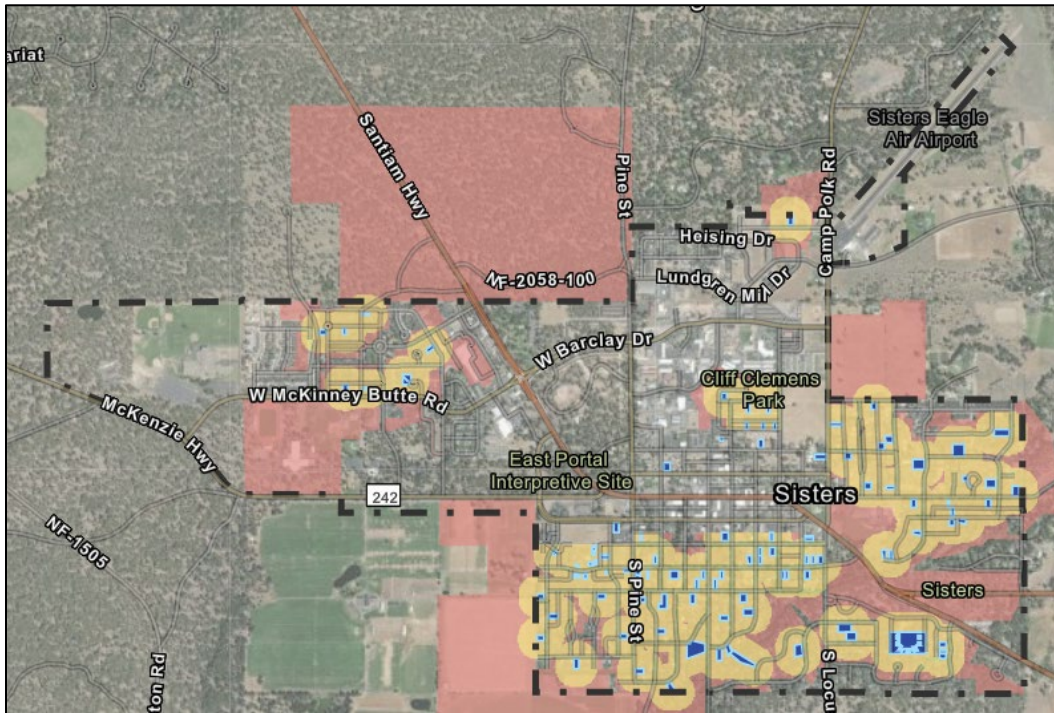 ariat
Santiam Hwy
Pine St
Camp Polk Rd
Sisters Eagle
Air Airport
Heising Dr
NF-2058-100
Lundgren Mill Dr
W Barclay Dr
Cliff Clemens
Park
W McKinney Butte Rd
McKenzie Hwy
East Portal
Interpretive Site
242
Sisters
NF-1505
S Pine St
Sisters
S Locu
ton Rd